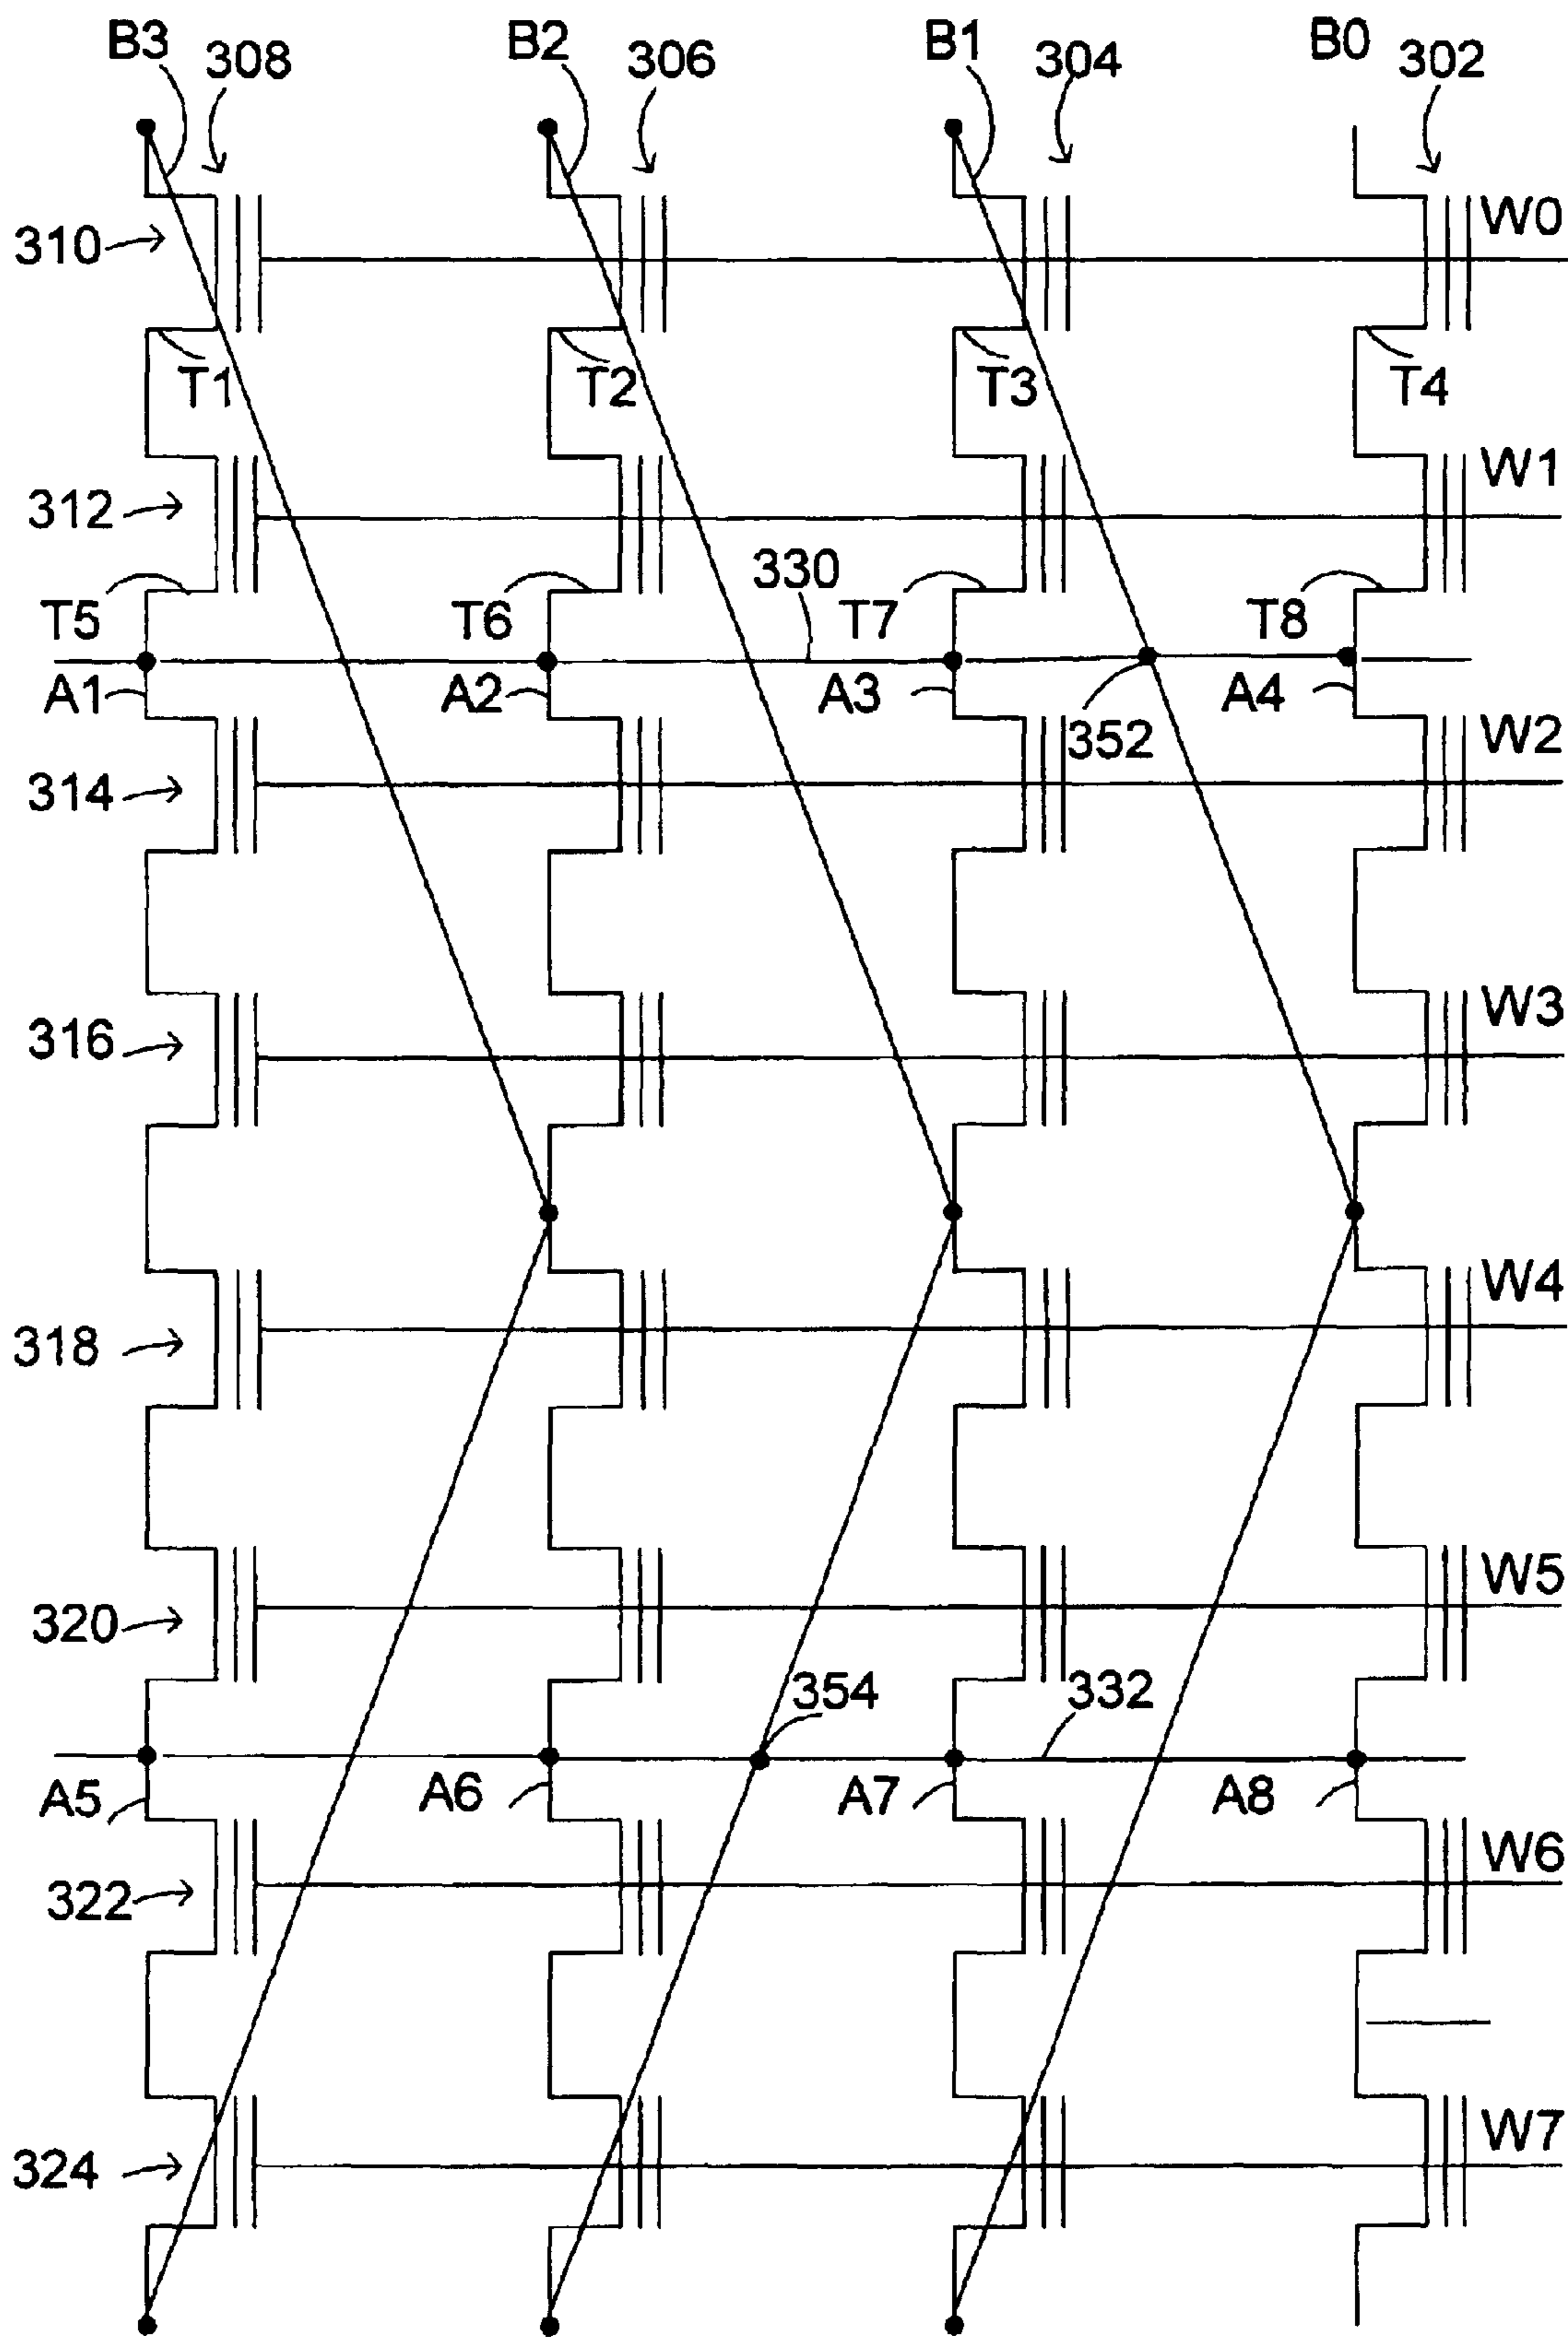 B3 308 B2 306 B1 304 B0 302
310 W0
T1 T2 T3 T4
312 W1
330
T5 T6 T7 T8
A1 A2 A3 352 A4
314 W2
316 W3
318 W4
320 W5
354 332
A5 A6 A7 A8
322 W6
324 W7